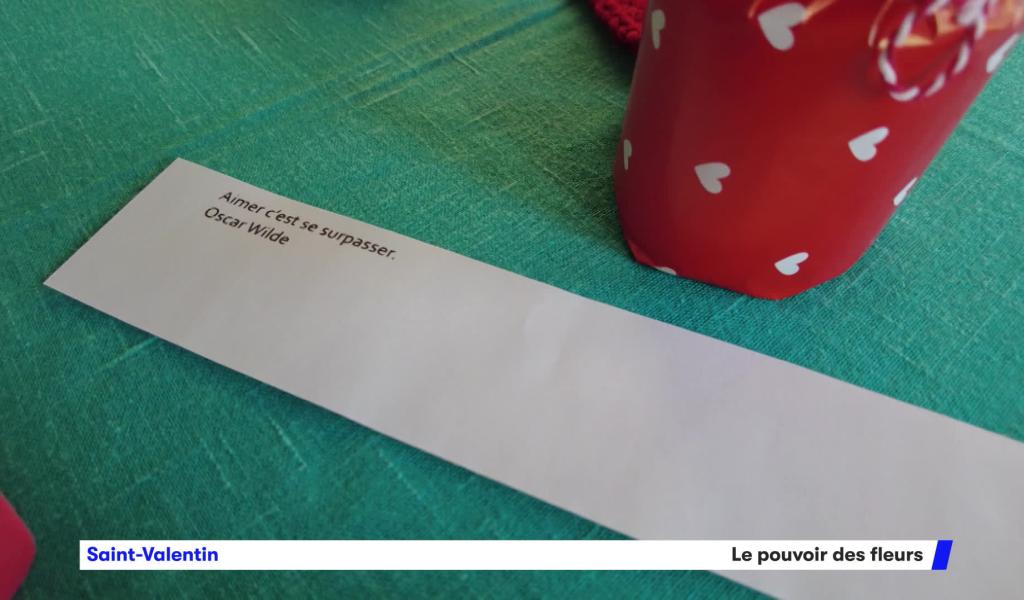 Aimer c'est se surpasser.
Oscar Wilde
Saint-Valentin
Le pouvoir des fleurs